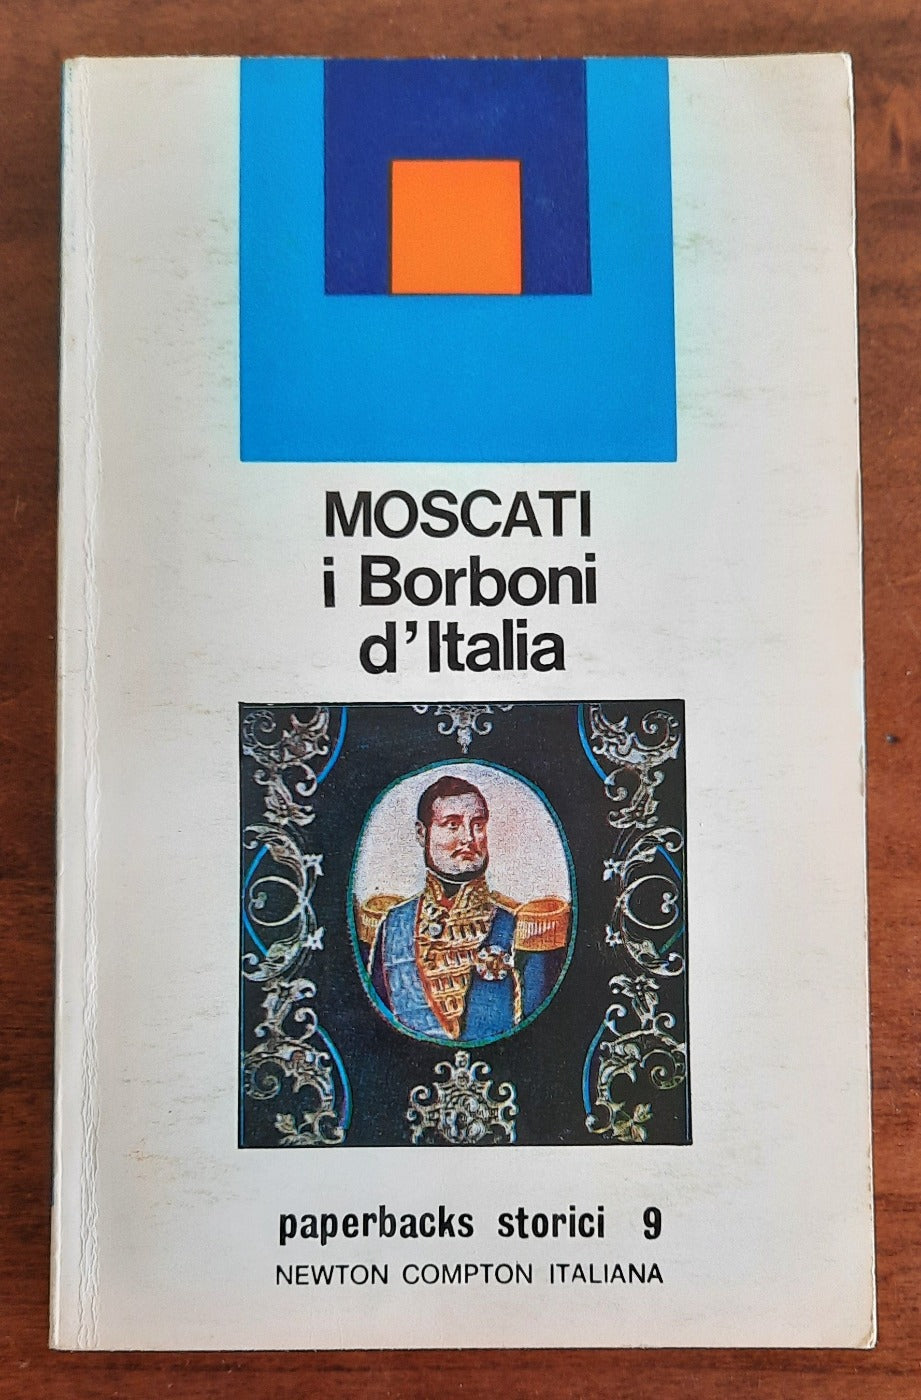 MOSCATI
i Borboni
d'Italia
paperbacks storici 9
NEWTON COMPTON ITALIANA